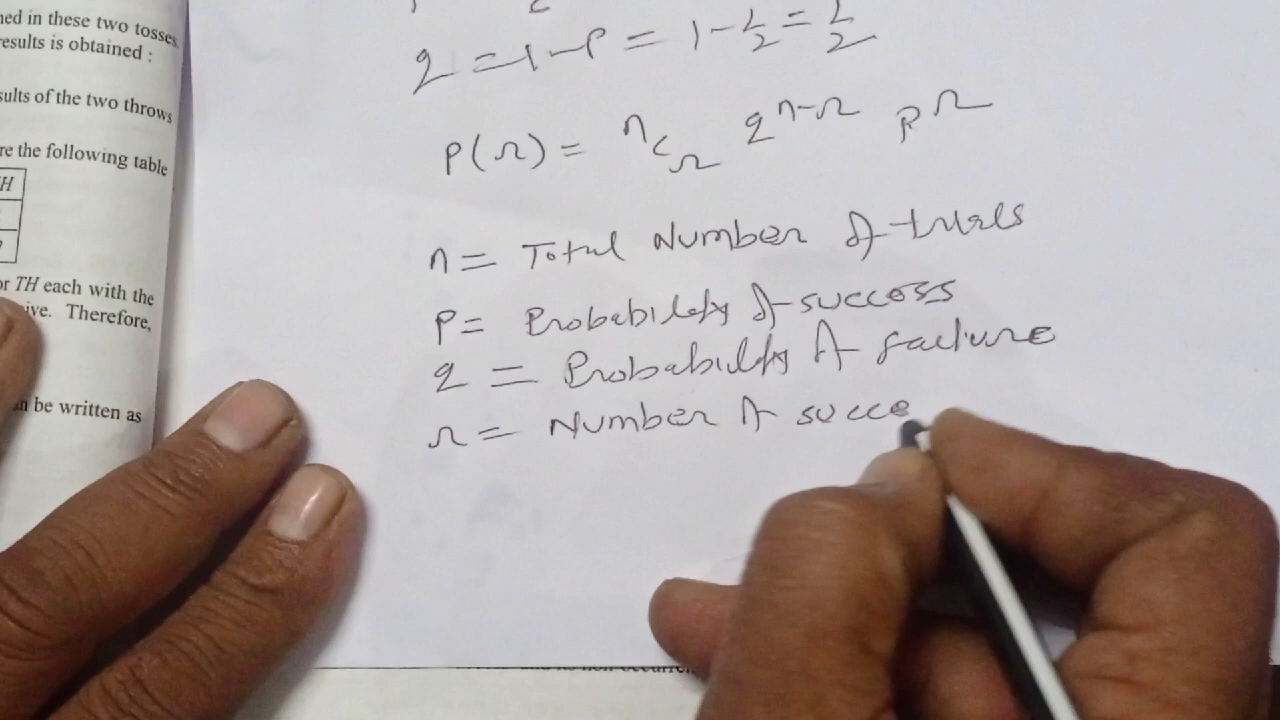 ned in these two tosses.
results is obtained :
sults of the two throws
re the following table
H
or TH each with the
ive. Therefore,
an be written as
q = 1 - P = 1 - 1/2 = 1/2
P(r) = nCr q^n-r p^r
n = Total Number of trials
P = Probability of success
q = Probability of failure
r = Number of succe